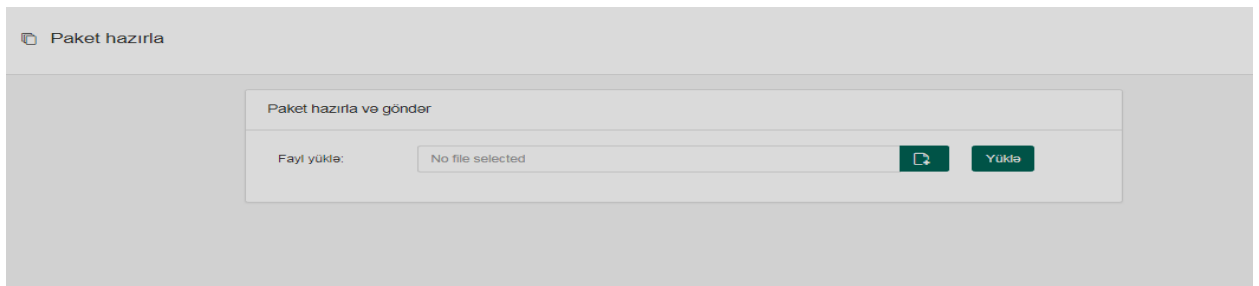 Paket hazırla
Paket hazırla və göndər
Fayl yüklə: No file selected Yüklə